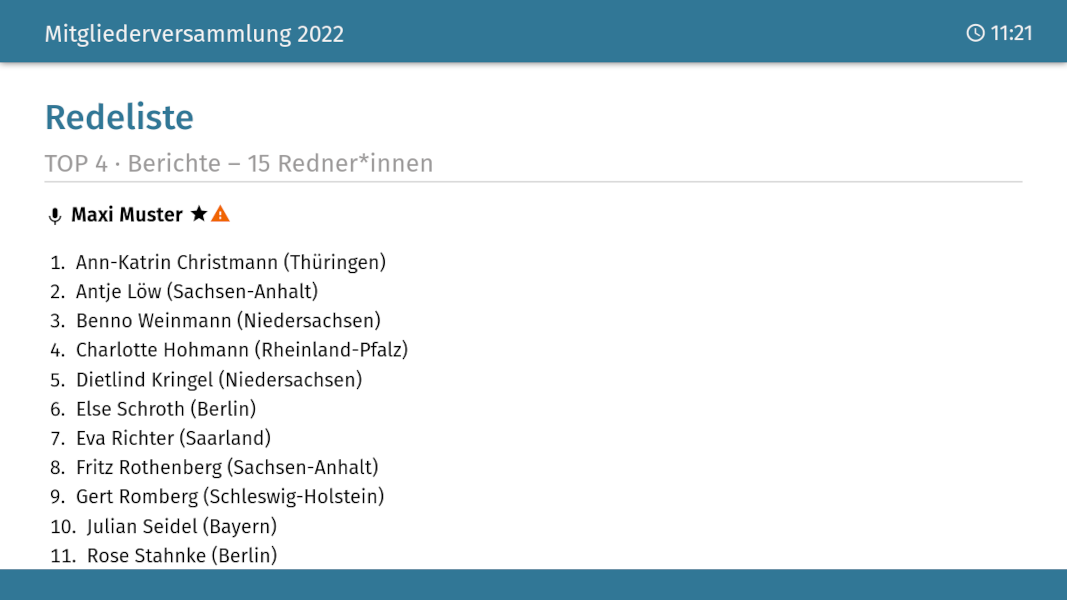 Mitgliederversammlung 2022
11:21
Redeliste
TOP 4 · Berichte – 15 Redner*innen
Maxi Muster
1. Ann-Katrin Christmann (Thüringen)
2. Antje Löw (Sachsen-Anhalt)
3. Benno Weinmann (Niedersachsen)
4. Charlotte Hohmann (Rheinland-Pfalz)
5. Dietlind Kringel (Niedersachsen)
6. Else Schroth (Berlin)
7. Eva Richter (Saarland)
8. Fritz Rothenberg (Sachsen-Anhalt)
9. Gert Romberg (Schleswig-Holstein)
10. Julian Seidel (Bayern)
11. Rose Stahnke (Berlin)